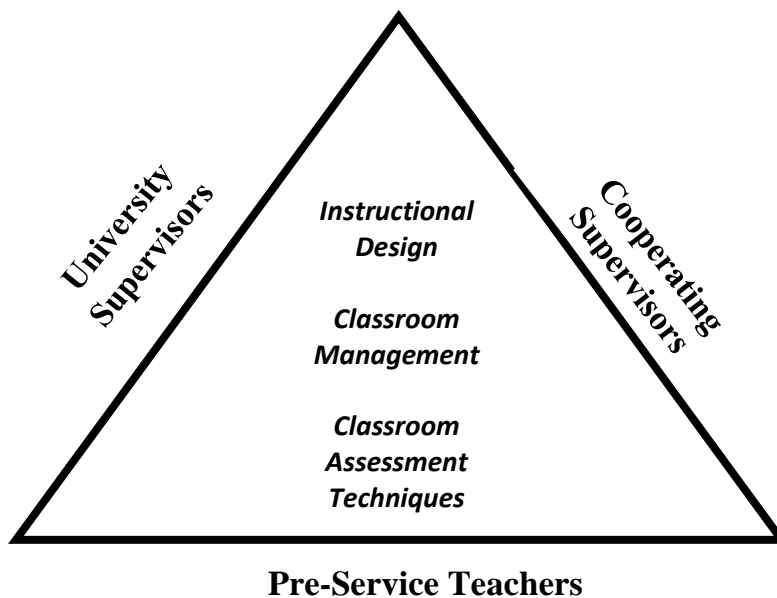 University
Supervisors
Cooperating
Supervisors
Instructional
Design
Classroom
Management
Classroom
Assessment
Techniques
Pre-Service Teachers